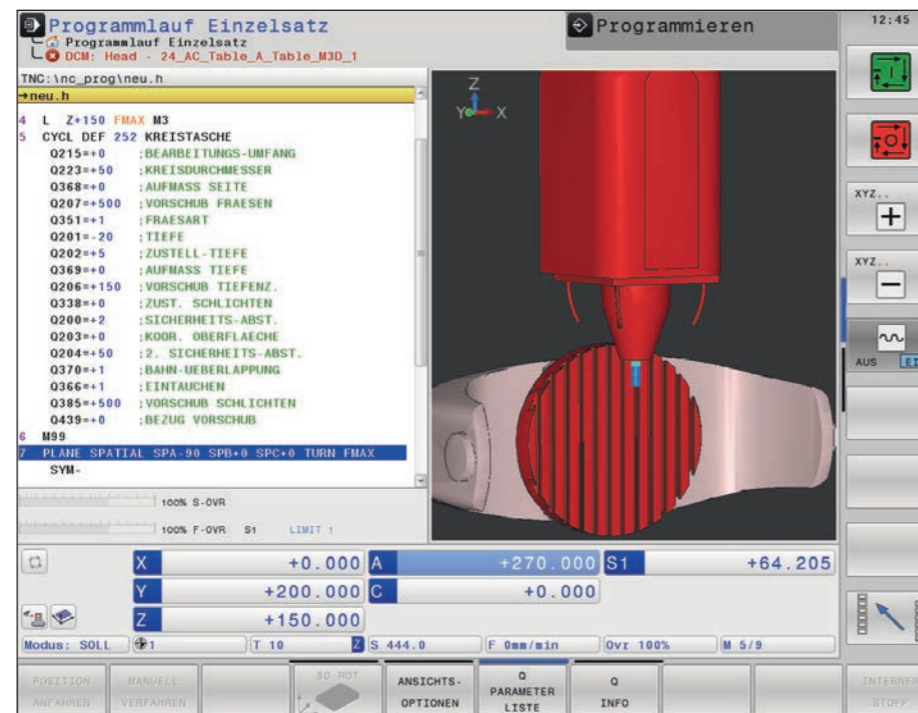 Programmlauf Einzelsatz
Programmieren
12:45
Programmlauf Einzelsatz
DCM: Head - 24_AC_Table_A_Table_M3D_1
TNC:\nc_prog\neu.h
→neu.h
4 L Z+150 FMAX M3
5 CYCL DEF 252 KREISTASCHE
Q215=+0 ;BEARBEITUNGS-UMFANG
Q223=+50 ;KREISDURCHMESSER
Q368=+0 ;AUFMASS SEITE
Q207=+500 ;VORSCHUB FRAESEN
Q351=+1 ;FRAESART
Q201=-20 ;TIEFE
Q202=+5 ;ZUSTELL-TIEFE
Q369=+0 ;AUFMASS TIEFE
Q206=+150 ;VORSCHUB TIEFENZ.
Q338=+0 ;ZUST. SCHLICHTEN
Q200=+2 ;SICHERHEITS-ABST.
Q203=+0 ;KOOR. OBERFLAECHE
Q204=+50 ;2. SICHERHEITS-ABST.
Q370=+1 ;BAHN-UEBERLAPPUNG
Q366=+1 ;EINTAUCHEN
Q385=+500 ;VORSCHUB SCHLICHTEN
Q439=+0 ;BEZUG VORSCHUB
6 M99
7 PLANE SPATIAL SPA-90 SPB+0 SPC+0 TURN FMAX
SYM-
Z
Y X
XYZ..
XYZ..
AUS EI
100% S-OVR
100% F-OVR S1 LIMIT 1
X +0.000 A +270.000 S1 +64.205
Y +200.000 C +0.000
Z +150.000
Modus: SOLL 1 T 10 Z S 444.0 F 0mm/min Ovr 100% M 5/9
POSITION ANFAHREN
MANUELL VERFAHREN
3D ROT
ANSICHTS-OPTIONEN
Q PARAMETER LISTE
Q INFO
INTERNER STOPP